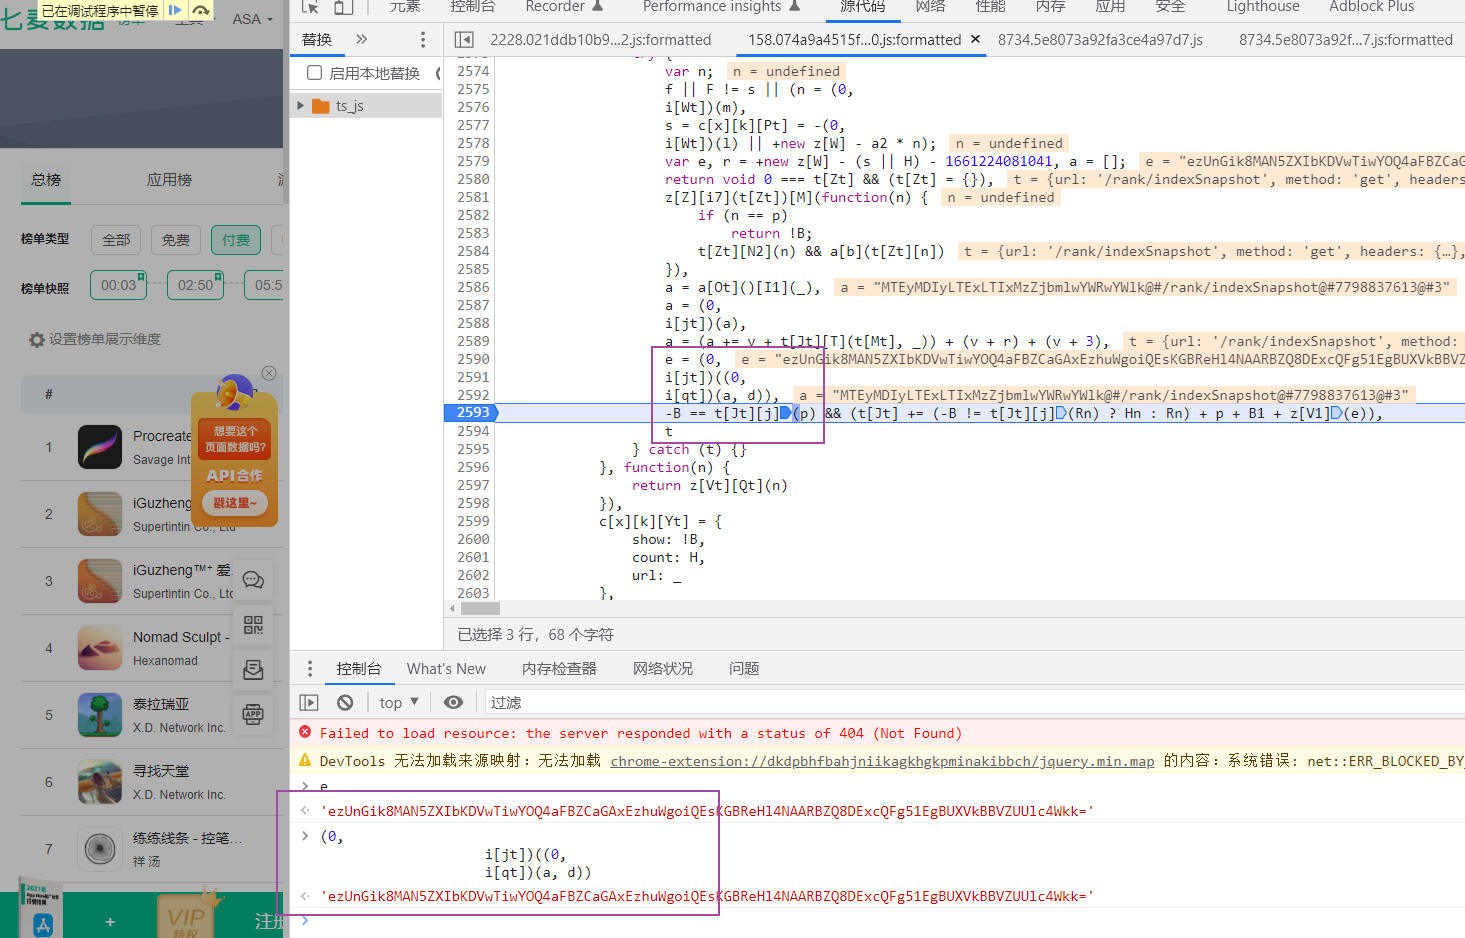 已在调试程序中暂停
七麦数据
ASA
总榜
应用榜
榜单类型
全部
免费
付费
榜单快照
00:03
02:50
05:5
设置榜单展示维度
#
1
Procreate
Savage Int
2
iGuzheng
Supertintin Co., Ltd
3
iGuzheng™⁺ 爱
Supertintin Co., Ltd
4
Nomad Sculpt -
Hexanomad
5
泰拉瑞亚
X.D. Network Inc.
6
寻找天堂
X.D. Network Inc.
7
练练线条 - 控笔...
祥 汤
想要这个
页面数据吗?
API合作
戳这里~
APP
+
VIP
特权
注册
元素
控制台
Recorder
Performance insights
源代码
网络
性能
内存
应用
安全
Lighthouse
Adblock Plus
替换
»
2228.021ddb10b9...2.js:formatted
158.074a9a4515f...0.js:formatted
×
8734.5e8073a92fa3ce4a97d7.js
8734.5e8073a92f...7.js:formatted
启用本地替换
ts_js
2574 var n; n = undefined
2575 f || F != s || (n = (0,
2576 i[Wt])(m),
2577 s = c[x][k][Pt] = -(0,
2578 i[Wt])(l) || +new z[W] - a2 * n); n = undefined
2579 var e, r = +new z[W] - (s || H) - 1661224081041, a = []; e = "ezUnGik8MAN5ZXIbKDVwTiwYOQ4aFBZCaG
2580 return void 0 === t[Zt] && (t[Zt] = {}), t = {url: '/rank/indexSnapshot', method: 'get', headers
2581 z[Z][i7](t[Zt])[M](function(n) { n = undefined
2582 if (n == p)
2583 return !B;
2584 t[Zt][N2](n) && a[b](t[Zt][n]) t = {url: '/rank/indexSnapshot', method: 'get', headers: {…},
2585 }),
2586 a = a[Ot]()[I1](_), a = "MTEyMDIyLTExLTIxMzZjbmlwYWRwYWlk@#/rank/indexSnapshot@#7798837613@#3"
2587 a = (0,
2588 i[jt])(a),
2589 a = (a += v + t[Jt][T](t[Mt], _)) + (v + r) + (v + 3), t = {url: '/rank/indexSnapshot', method:
2590 e = (0, e = "ezUnGik8MAN5ZXIbKDVwTiwYOQ4aFBZCaGAxEzhuWgoiQEsKGBReHl4NAARBZQ8DExcQFg51EgBUXVkBBVZ
2591 i[jt])((0,
2592 i[qt])(a, d)), a = "MTEyMDIyLTExLTIxMzZjbmlwYWRwYWlk@#/rank/indexSnapshot@#7798837613@#3"
2593 -B == t[Jt][j](p) && (t[Jt] += (-B != t[Jt][j](Rn) ? Hn : Rn) + p + B1 + z[V1](e)),
2594 t
2595 } catch (t) {}
2596 }, function(n) {
2597 return z[Vt][Qt](n)
2598 }),
2599 c[x][k][Yt] = {
2600 show: !B,
2601 count: H,
2602 url: _
2603 },
已选择 3 行，68 个字符
控制台
What's New
内存检查器
网络状况
问题
top ▼
过滤
Failed to load resource: the server responded with a status of 404 (Not Found)
DevTools 无法加载来源映射：无法加载 chrome-extension://dkdpbhfbahjniikagkhgkpminakibbch/jquery.min.map 的内容：系统错误：net::ERR_BLOCKED_BY_
e
'ezUnGik8MAN5ZXIbKDVwTiwYOQ4aFBZCaGAxEzhuWgoiQEsKGBReHl4NAARBZQ8DExcQFg51EgBUXVkBBVZUUlc4Wkk='
(0,
i[jt])((0,
i[qt])(a, d))
'ezUnGik8MAN5ZXIbKDVwTiwYOQ4aFBZCaGAxEzhuWgoiQEsKGBReHl4NAARBZQ8DExcQFg51EgBUXVkBBVZUUlc4Wkk='